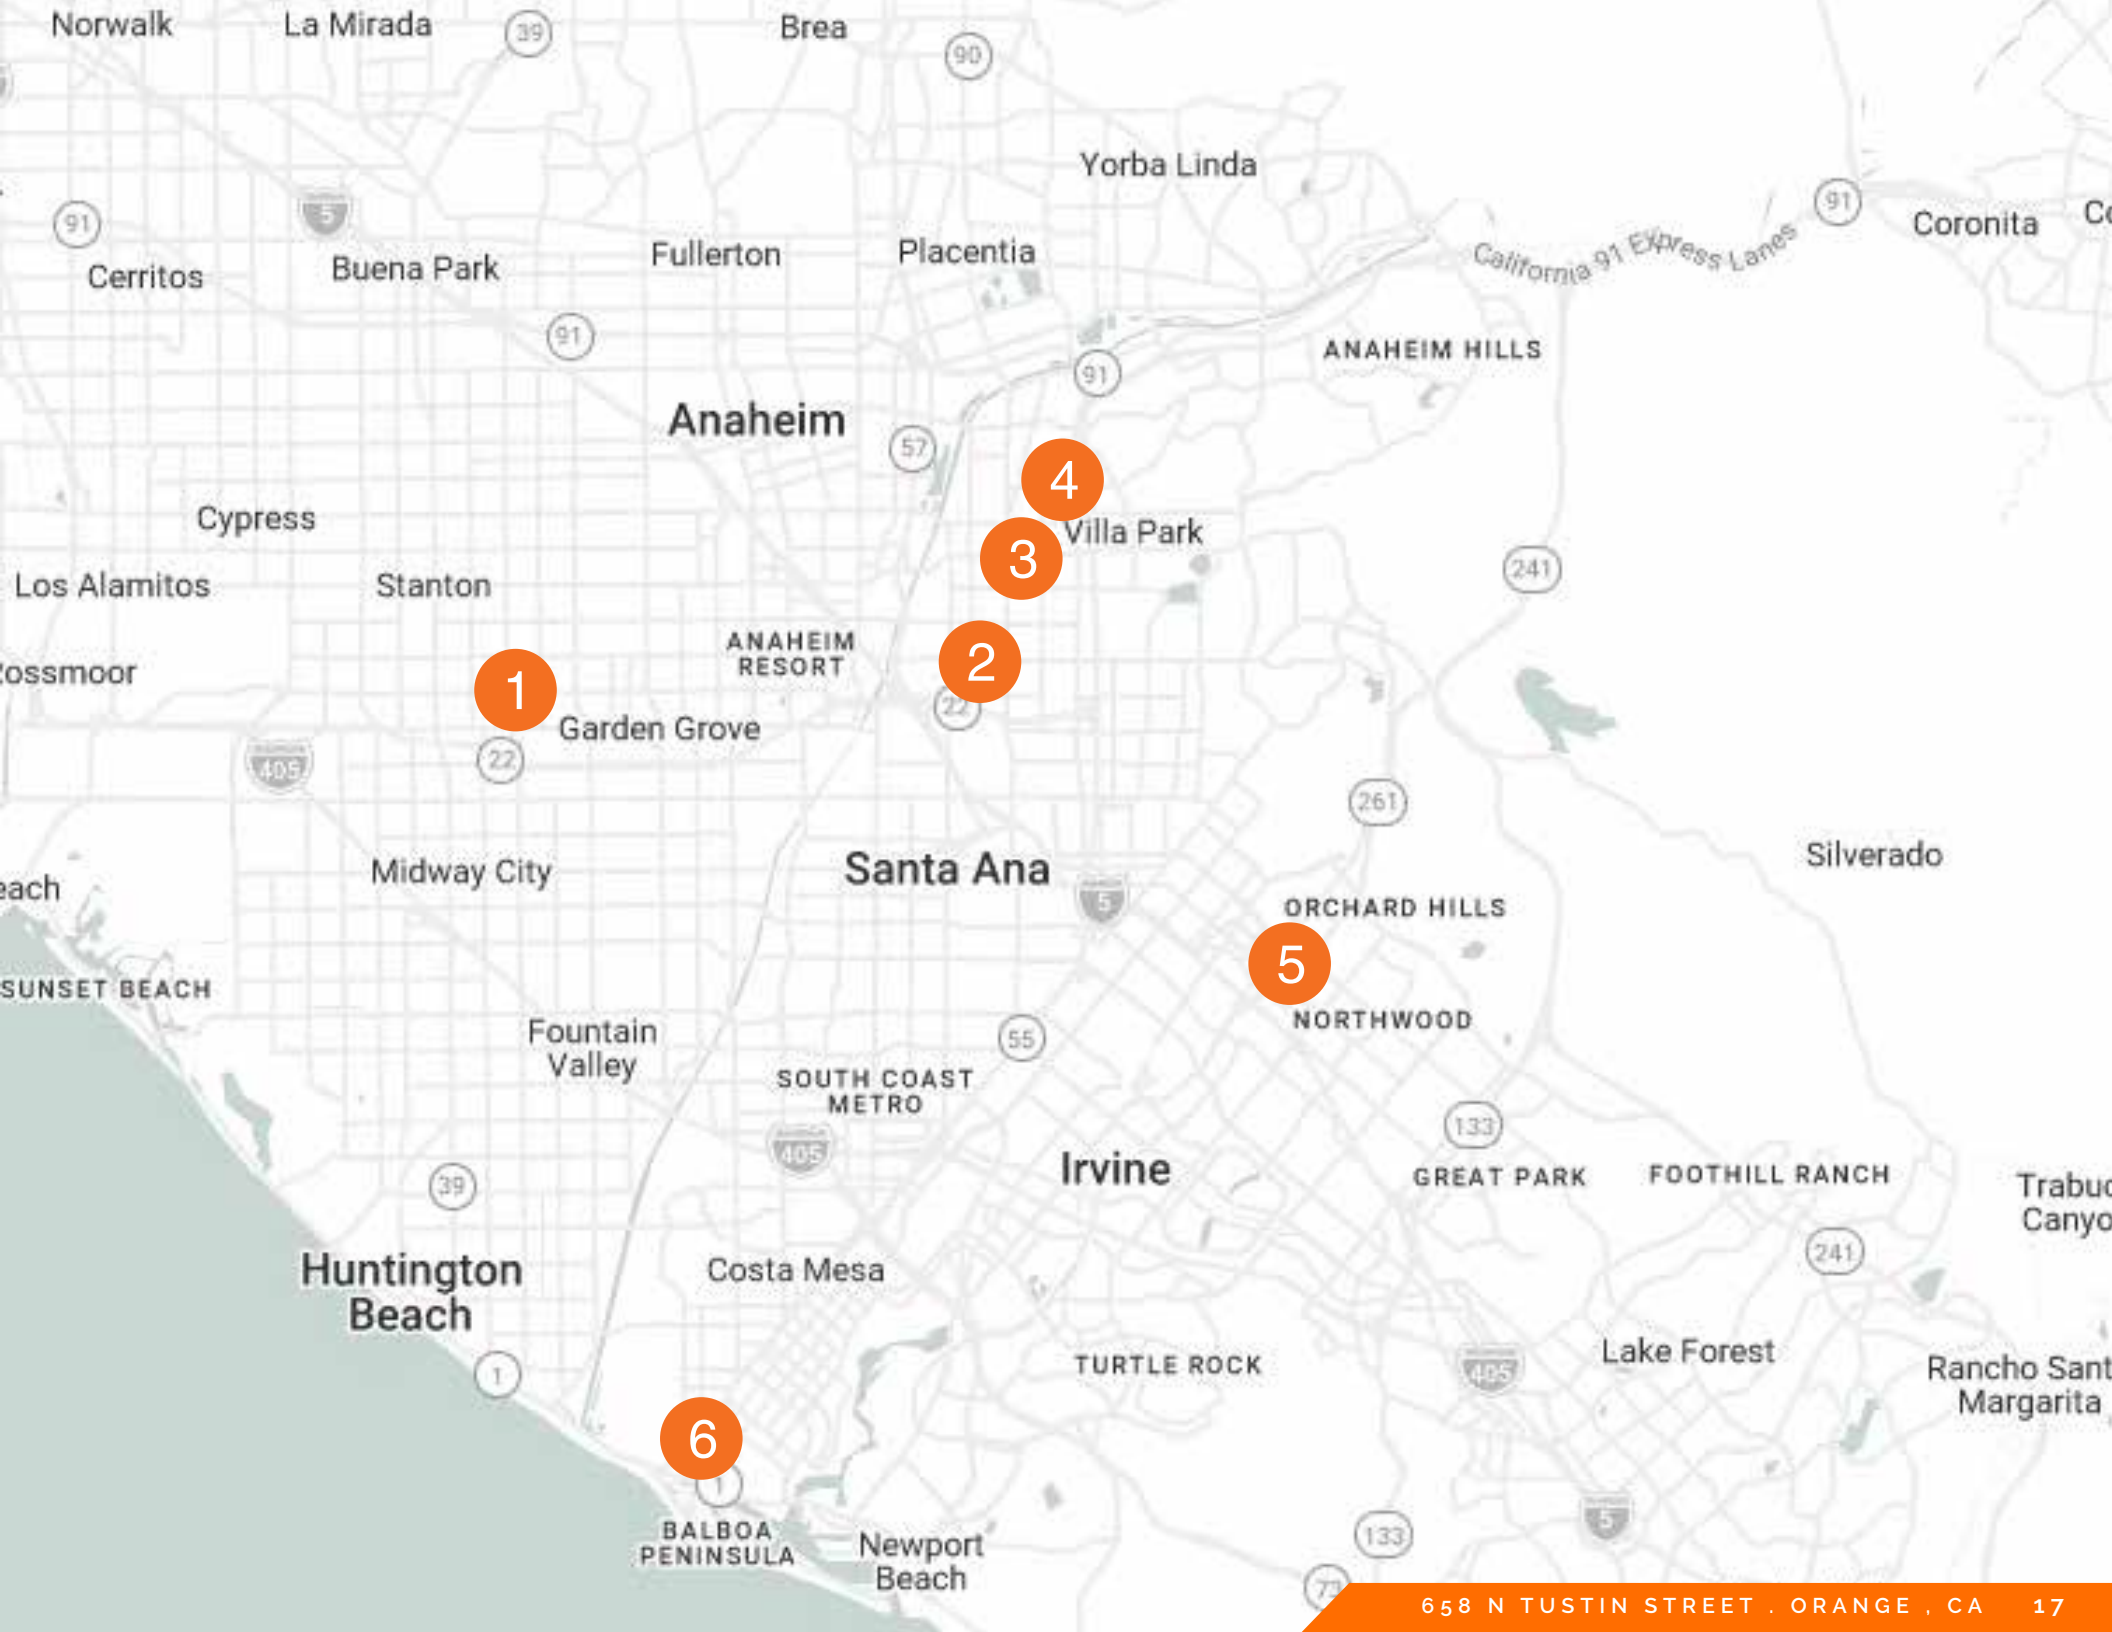 Norwalk
La Mirada
39
Brea
90
Yorba Linda
91
5
91
Coronita
California 91 Express Lanes
Cerritos
Buena Park
Fullerton
Placentia
91
ANAHEIM HILLS
91
Anaheim
57
4
Cypress
Villa Park
3
241
Los Alamitos
Stanton
ANAHEIM
RESORT
2
1
22
Garden Grove
405
22
261
Midway City
Santa Ana
5
Silverado
ORCHARD HILLS
5
SUNSET BEACH
NORTHWOOD
Fountain
Valley
55
SOUTH COAST
METRO
405
133
Irvine
GREAT PARK
FOOTHILL RANCH
39
241
Huntington
Beach
Costa Mesa
1
TURTLE ROCK
405
Lake Forest
Margarita
6
1
5
BALBOA
PENINSULA
Newport
Beach
133
73
658 N TUSTIN STREET . ORANGE , CA 17